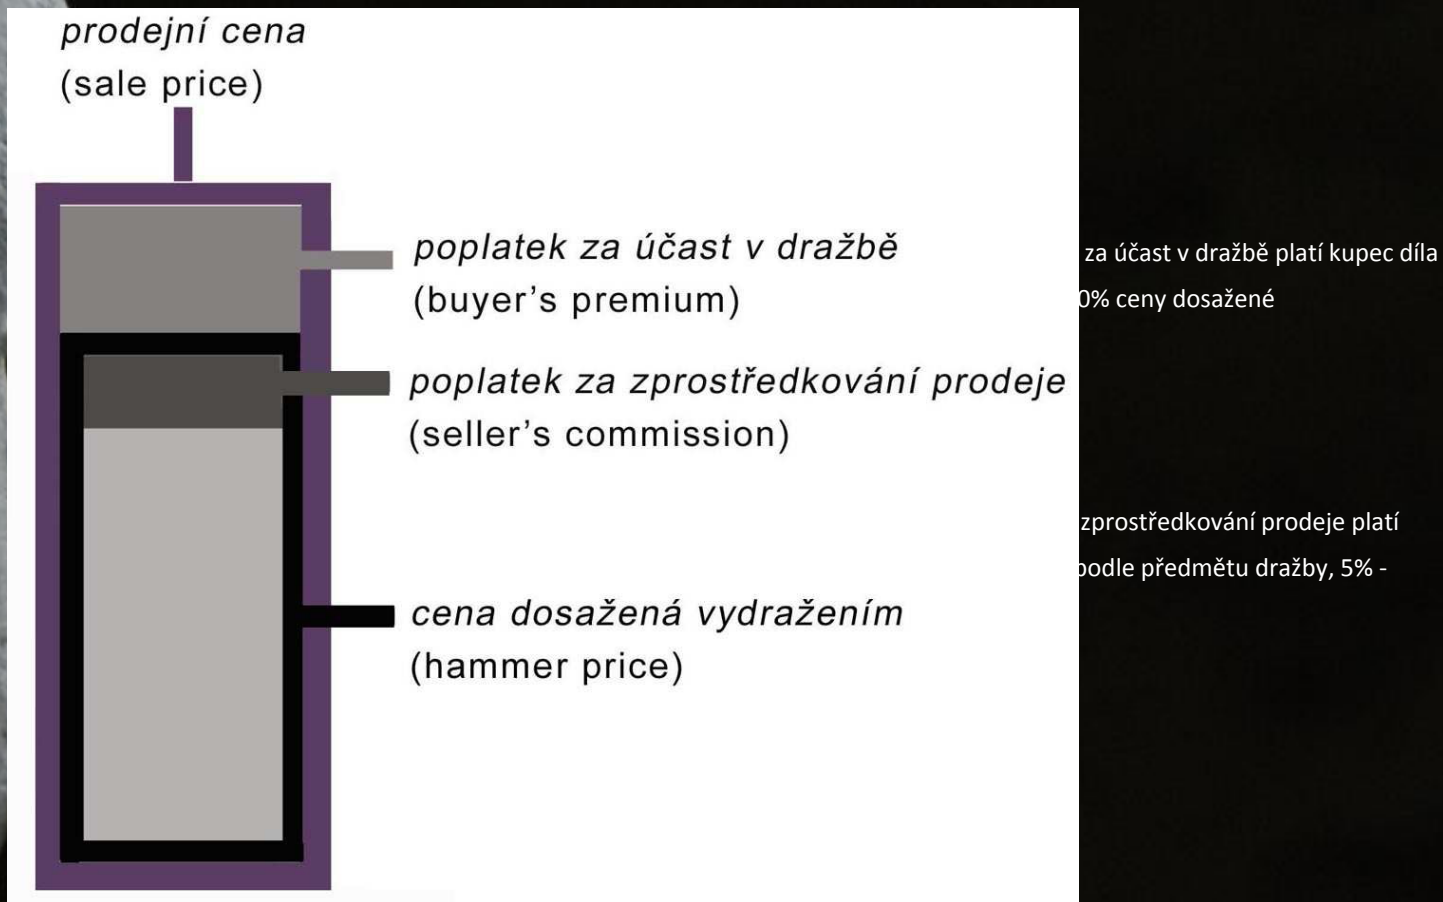 prodejní cena
(sale price)
poplatek za účast v dražbě
(buyer’s premium)
poplatek za zprostředkování prodeje
(seller’s commission)
cena dosažená vydražením
(hammer price)
za účast v dražbě platí kupec díla
0% ceny dosažené
zprostředkování prodeje platí
podle předmětu dražby, 5% -